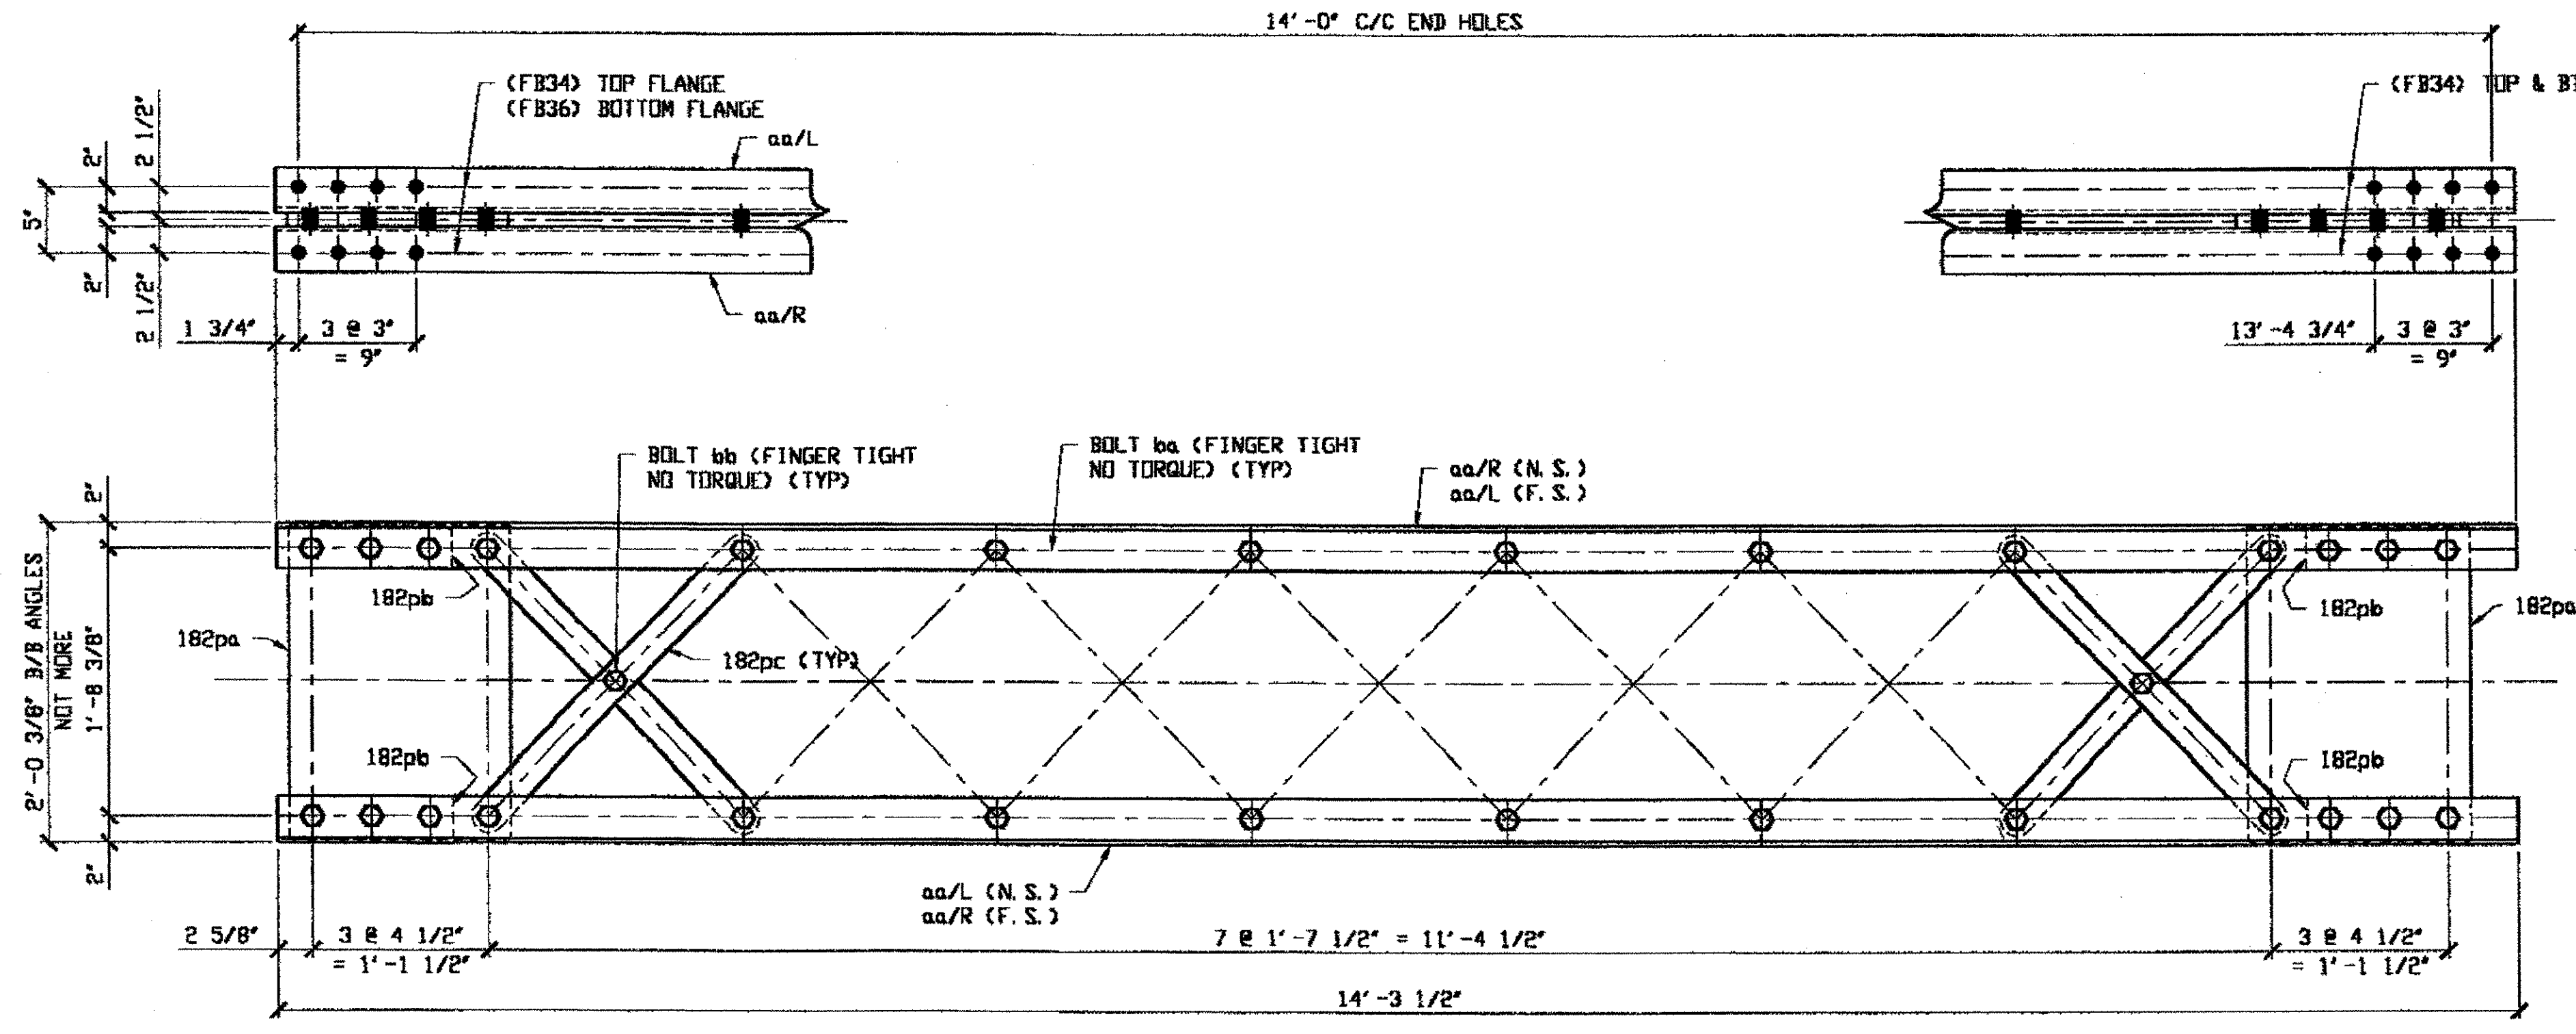 14'-0" C/C END HOLES
(FB34) TOP FLANGE
(FB36) BOTTOM FLANGE
(FB34) TOP & BT
aa/L
2"
2 1/2"
5"
2"
2 1/2"
aa/R
1 3/4"
3 @ 3"
= 9"
13'-4 3/4"
3 @ 3"
= 9"
BOLT bb (FINGER TIGHT
NO TORQUE) (TYP)
BOLT ba (FINGER TIGHT
NO TORQUE) (TYP)
aa/R (N.S.)
aa/L (F.S.)
2"
2'-0 3/8" B/B ANGLES
NOT MORE
1'-8 3/8"
2"
182pb
182pa
182pc (TYP)
182pb
182pb
182pa
182pb
aa/L (N.S.)
aa/R (F.S.)
2 5/8"
3 @ 4 1/2"
= 1'-1 1/2"
7 @ 1'-7 1/2" = 11'-4 1/2"
3 @ 4 1/2"
= 1'-1 1/2"
14'-3 1/2"